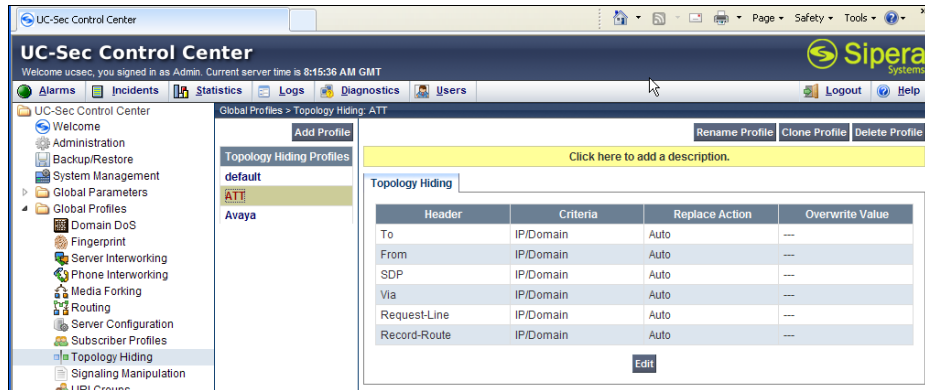 UC-Sec Control Center
Page Safety Tools
UC-Sec Control Center
Welcome ucsec, you signed in as Admin. Current server time is 8:15:36 AM GMT
Sipera
Systems
Alarms Incidents Statistics Logs Diagnostics Users Logout Help
UC-Sec Control Center
Welcome
Administration
Backup/Restore
System Management
Global Parameters
Global Profiles
Domain DoS
Fingerprint
Server Interworking
Phone Interworking
Media Forking
Routing
Server Configuration
Subscriber Profiles
Topology Hiding
Signaling Manipulation
URI Groups
Global Profiles > Topology Hiding: ATT
Add Profile
Topology Hiding Profiles
default
ATT
Avaya
Rename Profile Clone Profile Delete Profile
Click here to add a description.
Topology Hiding
Header Criteria Replace Action Overwrite Value
To IP/Domain Auto ---
From IP/Domain Auto ---
SDP IP/Domain Auto ---
Via IP/Domain Auto ---
Request-Line IP/Domain Auto ---
Record-Route IP/Domain Auto ---
Edit